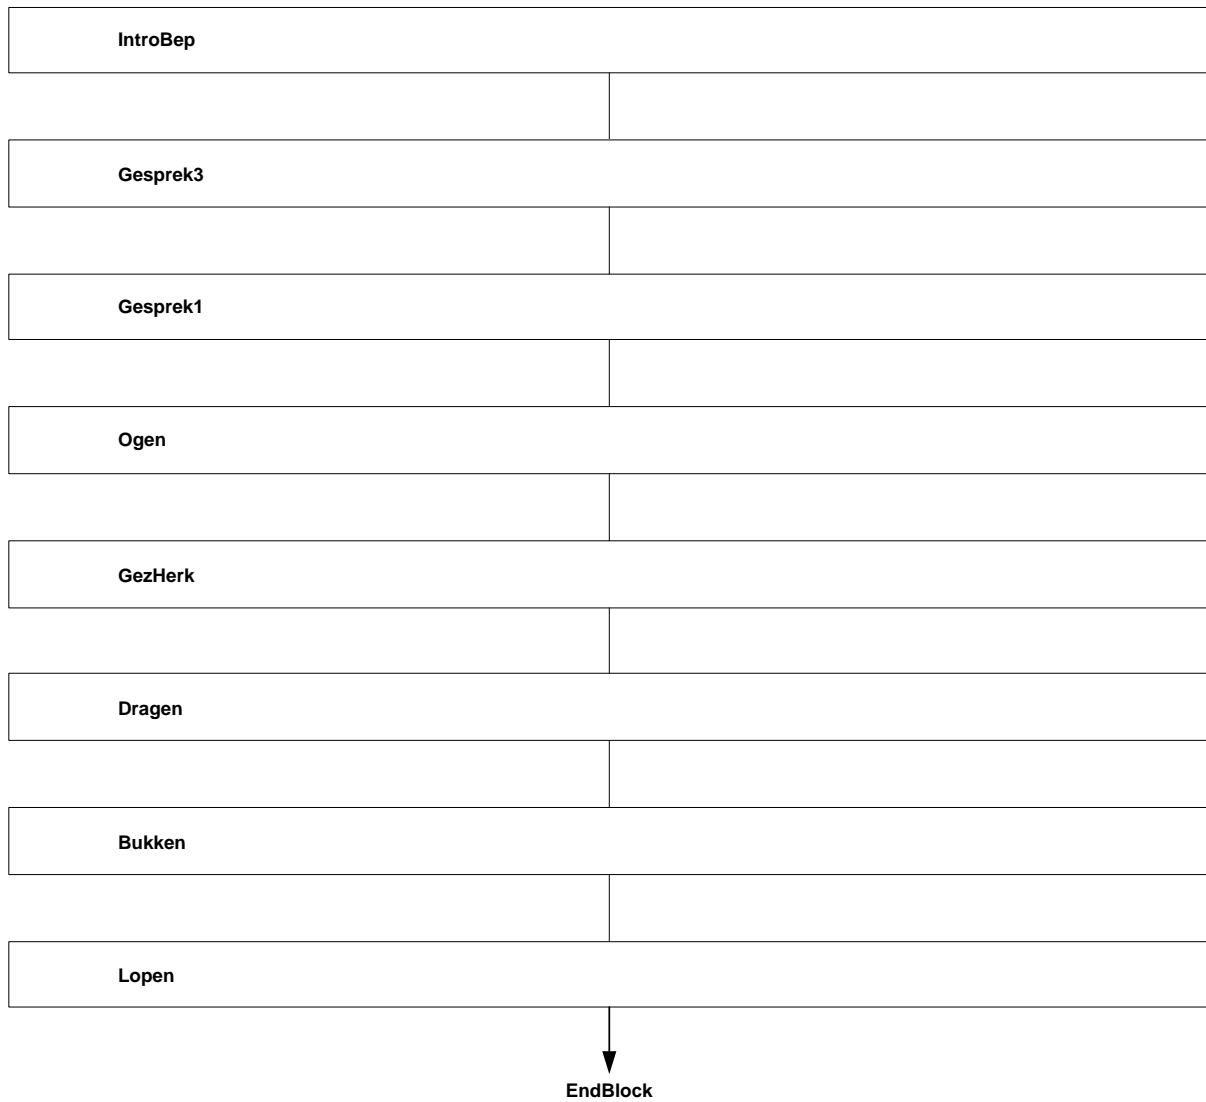 IntroBep
Gesprek3
Gesprek1
Ogen
GezHerk
Dragen
Bukken
Lopen
EndBlock